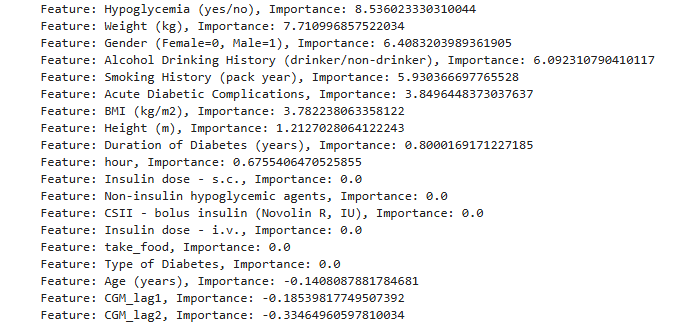 Feature: Hypoglycemia (yes/no), Importance: 8.536023330310044
Feature: Weight (kg), Importance: 7.710996857522034
Feature: Gender (Female=0, Male=1), Importance: 6.4083203989361905
Feature: Alcohol Drinking History (drinker/non-drinker), Importance: 6.092310790410117
Feature: Smoking History (pack year), Importance: 5.930366697765528
Feature: Acute Diabetic Complications, Importance: 3.8496448373037637
Feature: BMI (kg/m2), Importance: 3.782238063358122
Feature: Height (m), Importance: 1.2127028064122243
Feature: Duration of Diabetes (years), Importance: 0.8000169171227185
Feature: hour, Importance: 0.6755406470525855
Feature: Insulin dose - s.c., Importance: 0.0
Feature: Non-insulin hypoglycemic agents, Importance: 0.0
Feature: CSII - bolus insulin (Novolin R, IU), Importance: 0.0
Feature: Insulin dose - i.v., Importance: 0.0
Feature: take_food, Importance: 0.0
Feature: Type of Diabetes, Importance: 0.0
Feature: Age (years), Importance: -0.1408087881784681
Feature: CGM_lag1, Importance: -0.18539817749507392
Feature: CGM_lag2, Importance: -0.33464960597810034